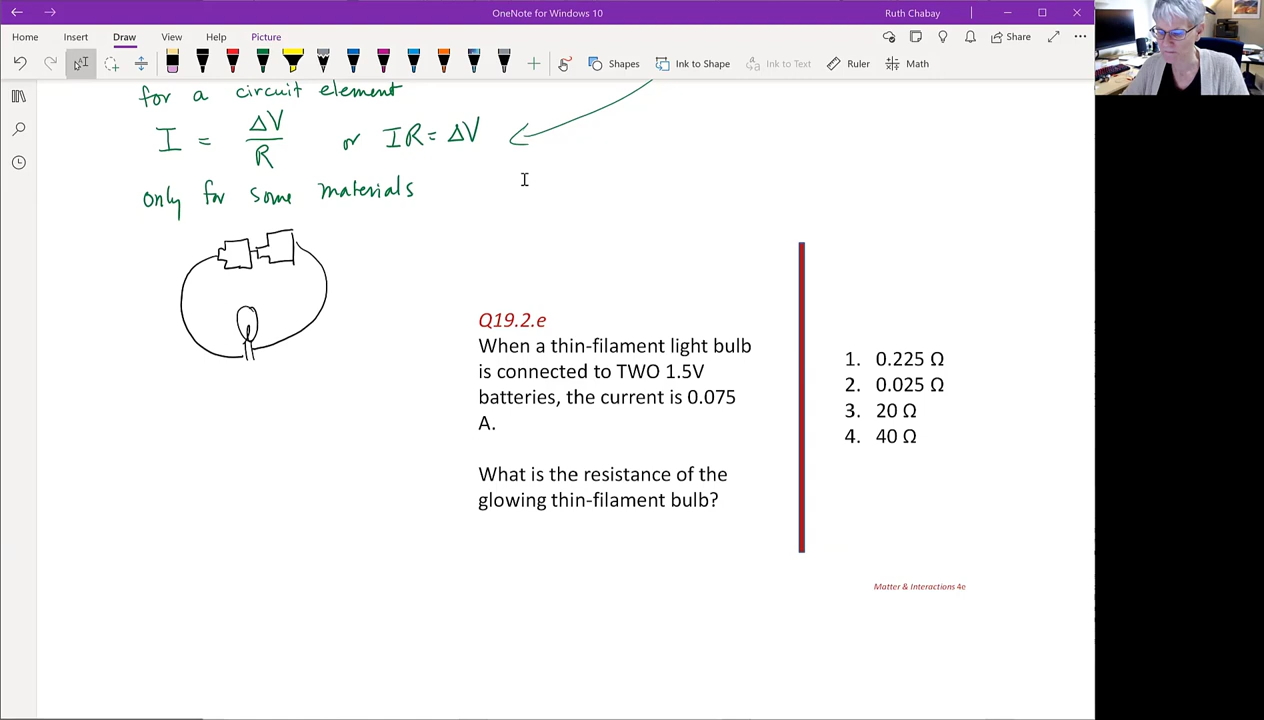 OneNote for Windows 10
Ruth Chabay
Home Insert Draw View Help Picture
Share
Shapes Ink to Shape Ink to Text Ruler Math
for a circuit element
I = ΔV/R or IR = ΔV
only for some materials
Q19.2.e
When a thin-filament light bulb
is connected to TWO 1.5V
batteries, the current is 0.075
A.
What is the resistance of the
glowing thin-filament bulb?
1. 0.225 Ω
2. 0.025 Ω
3. 20 Ω
4. 40 Ω
Matter & Interactions 4e